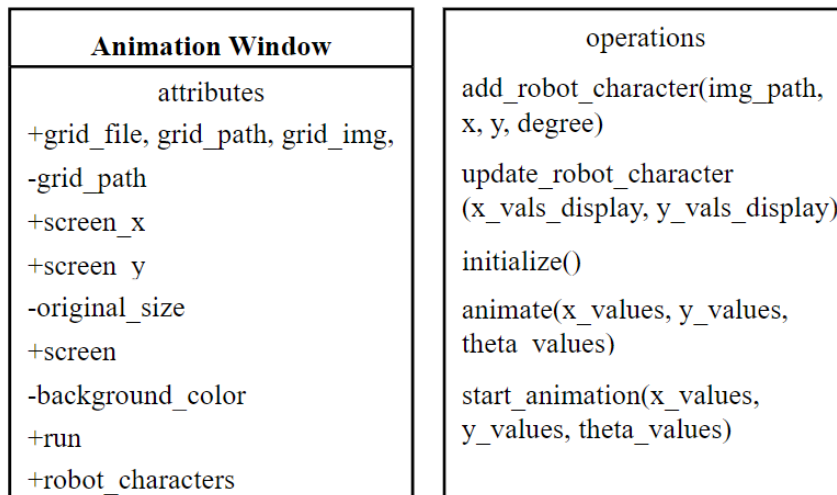 Animation Window
attributes
+grid_file, grid_path, grid_img,
-grid_path
+screen_x
+screen_y
-original_size
+screen
-background_color
+run
+robot_characters
operations
add_robot_character(img_path,
x, y, degree)
update_robot_character
(x_vals_display, y_vals_display)
initialize()
animate(x_values, y_values,
theta_values)
start_animation(x_values,
y_values, theta_values)